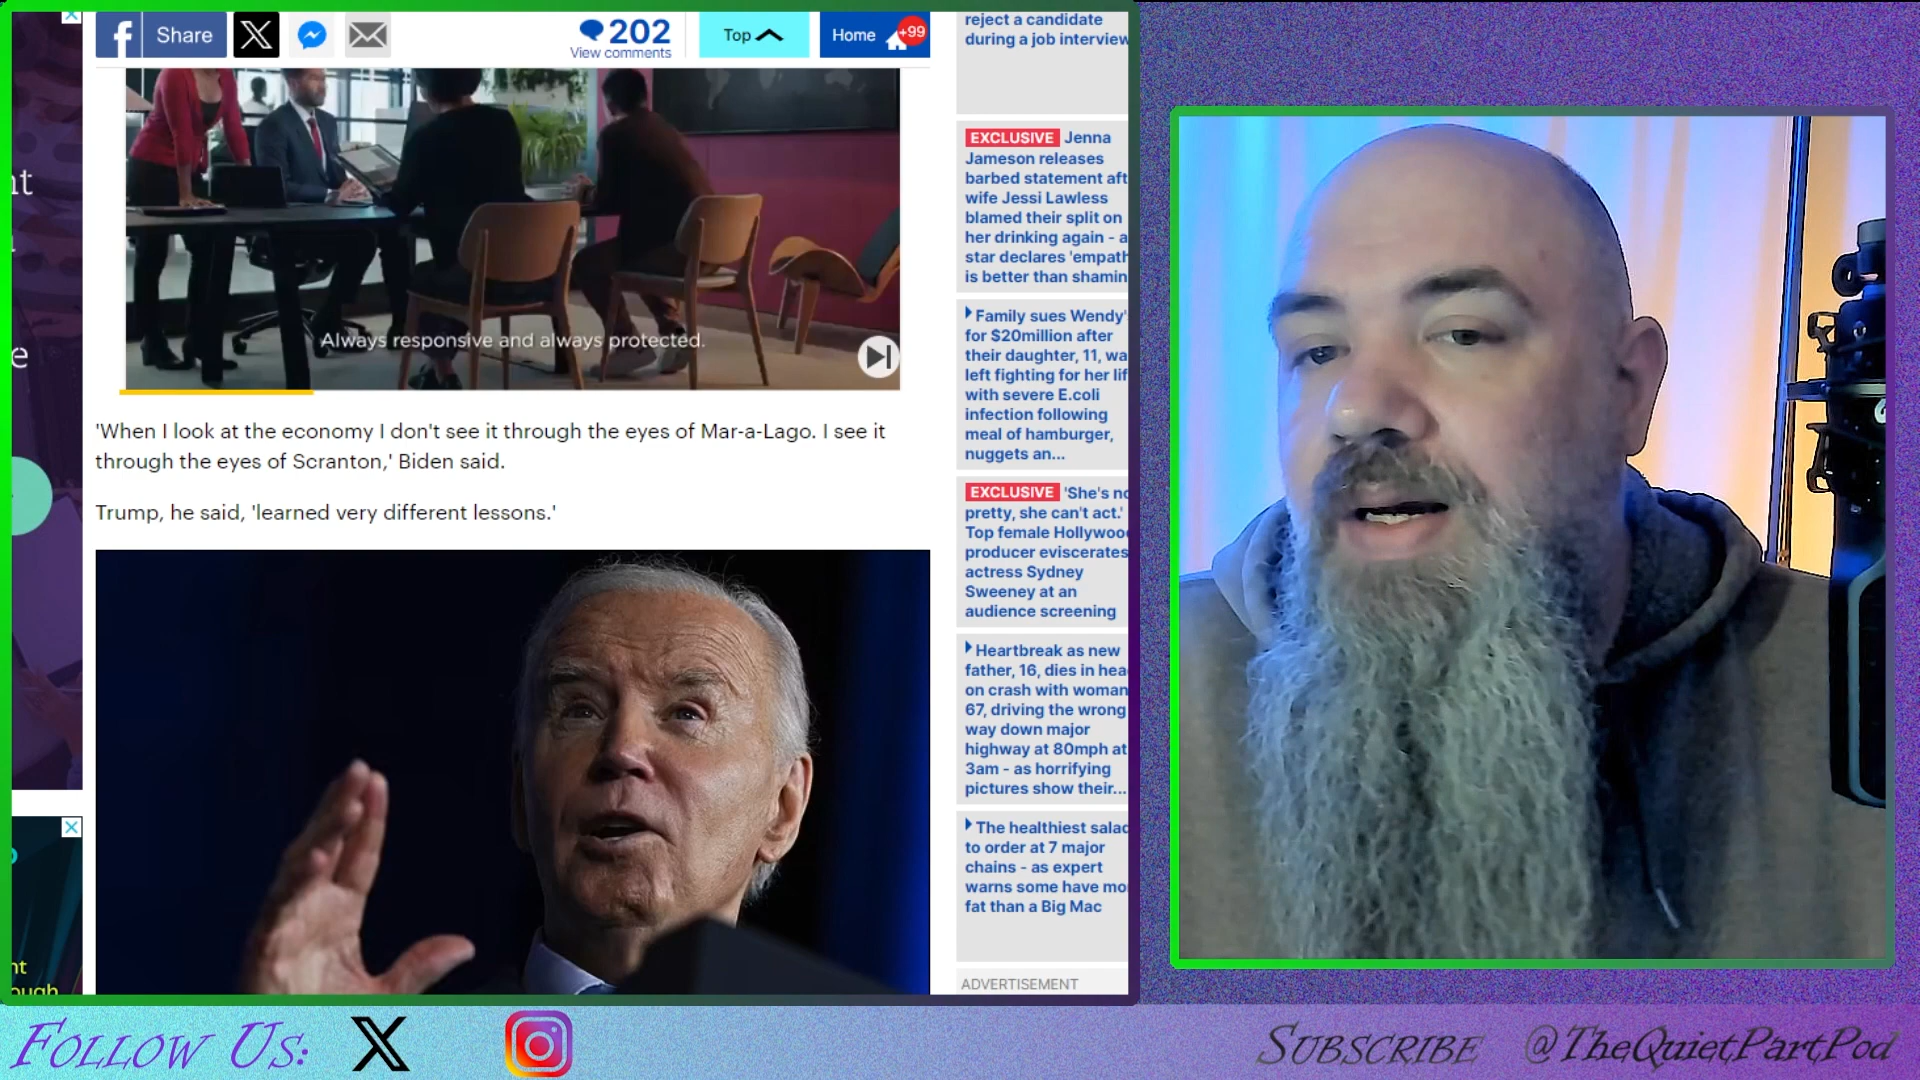 Share
202
View comments
Top
Home
+99
Always responsive and always protected.
'When I look at the economy I don't see it through the eyes of Mar-a-Lago. I see it
through the eyes of Scranton,' Biden said.
Trump, he said, 'learned very different lessons.'
reject a candidate
during a job interview
EXCLUSIVE Jenna
Jameson releases
barbed statement aft
wife Jessi Lawless
blamed their split on
her drinking again - a
star declares 'empath
is better than shamin
Family sues Wendy'
for $20million after
their daughter, 11, wa
left fighting for her lif
with severe E.coli
infection following
meal of hamburger,
nuggets an...
EXCLUSIVE 'She's no
pretty, she can't act.'
Top female Hollywoo
producer eviscerates
actress Sydney
Sweeney at an
audience screening
Heartbreak as new
father, 16, dies in hea
on crash with woman
67, driving the wrong
way down major
highway at 80mph at
3am - as horrifying
pictures show their...
The healthiest salad
to order at 7 major
chains - as expert
warns some have mo
fat than a Big Mac
ADVERTISEMENT
Follow Us:
Subscribe @TheQuietPartPod